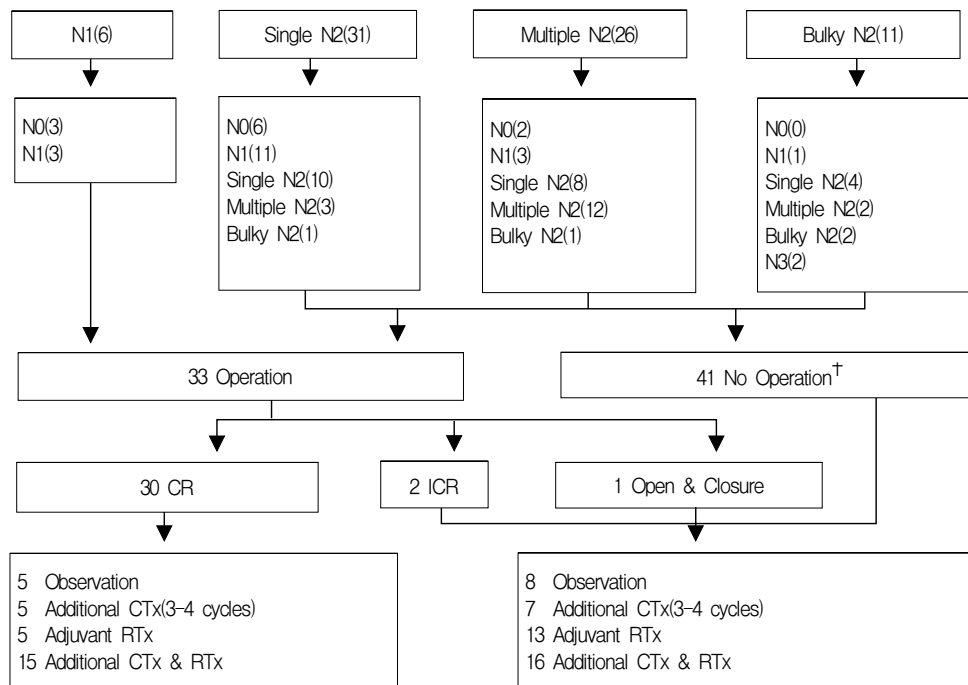 N1(6)
Single N2(31)
Multiple N2(26)
Bulky N2(11)
N0(3)
N1(3)
N0(6)
N1(11)
Single N2(10)
Multiple N2(3)
Bulky N2(1)
N0(2)
N1(3)
Single N2(8)
Multiple N2(12)
Bulky N2(1)
N0(0)
N1(1)
Single N2(4)
Multiple N2(2)
Bulky N2(2)
N3(2)
33 Operation
41 No Operation†
30 CR
2 ICR
1 Open & Closure
5 Observation
5 Additional CTx(3-4 cycles)
5 Adjuvant RTx
15 Additional CTx & RTx
8 Observation
7 Additional CTx(3-4 cycles)
13 Adjuvant RTx
16 Additional CTx & RTx